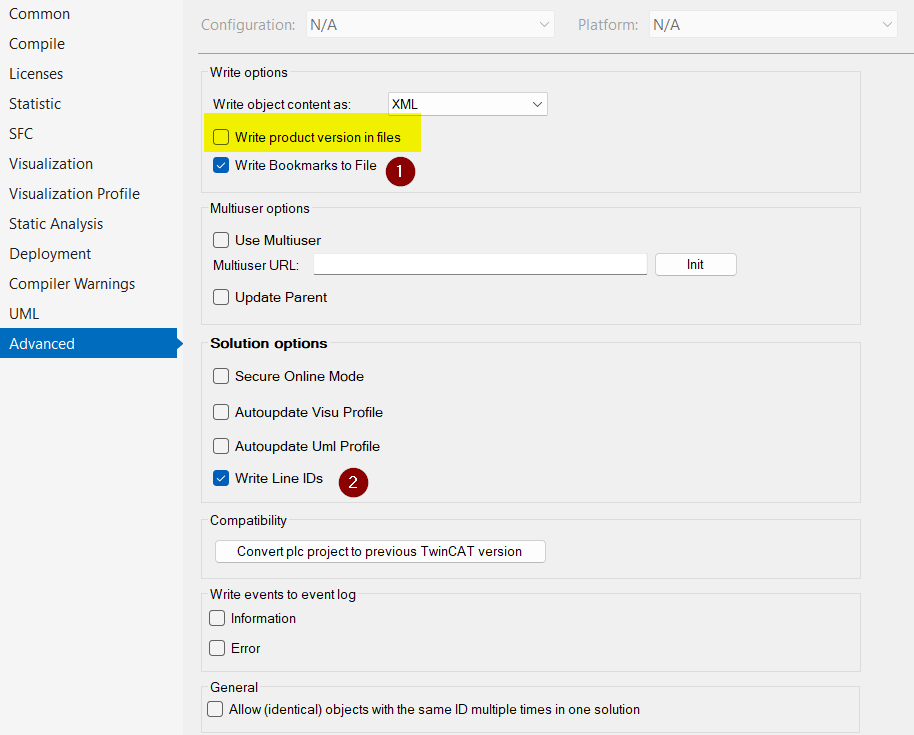 Common
Compile
Licenses
Statistic
SFC
Visualization
Visualization Profile
Static Analysis
Deployment
Compiler Warnings
UML
Advanced
Configuration: N/A Platform: N/A
Write options
Write object content as: XML
Write product version in files
Write Bookmarks to File 1
Multiuser options
Use Multiuser
Multiuser URL: Init
Update Parent
Solution options
Secure Online Mode
Autoupdate Visu Profile
Autoupdate Uml Profile
Write Line IDs 2
Compatibility
Convert plc project to previous TwinCAT version
Write events to event log
Information
Error
General
Allow (identical) objects with the same ID multiple times in one solution